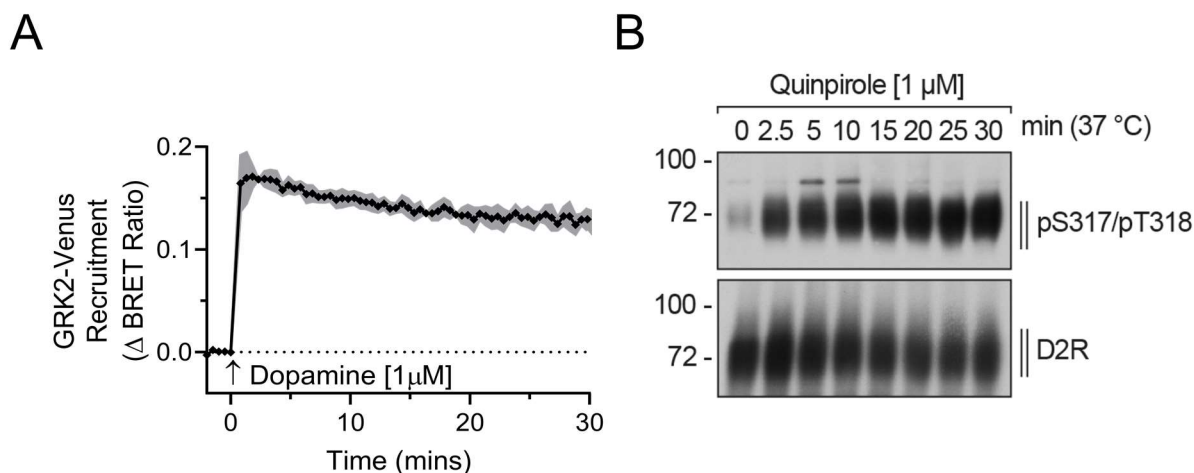 A
GRK2-Venus
Recruitment
(Δ BRET Ratio)
0.2
0.1
0.0
↑ Dopamine [1μM]
0 10 20 30
Time (mins)
B
Quinpirole [1 µM]
0 2.5 5 10 15 20 25 30 min (37 °C)
100 -
72 -
pS317/pT318
100 -
72 -
D2R